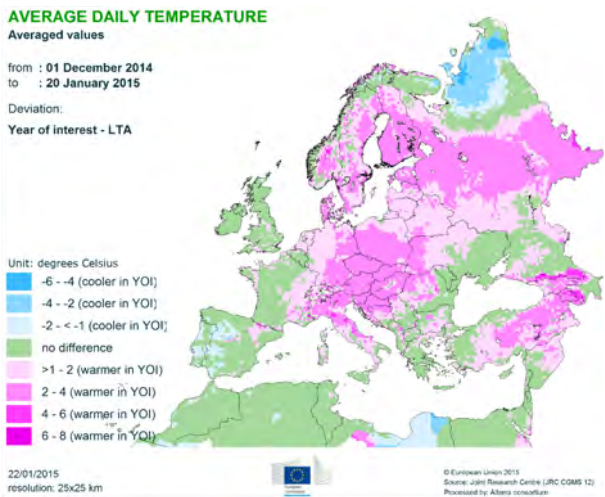 AVERAGE DAILY TEMPERATURE
Averaged values
from : 01 December 2014
to : 20 January 2015
Deviation:
Year of interest - LTA
Unit: degrees Celsius
-6 - -4 (cooler in YOI)
-4 - -2 (cooler in YOI)
-2 - < -1 (cooler in YOI)
no difference
>1 - 2 (warmer in YOI)
2 - 4 (warmer in YOI)
4 - 6 (warmer in YOI)
6 - 8 (warmer in YOI)
22/01/2015
resolution: 25x25 km
© European Union 2015
Source: Joint Research Centre (JRC CGMS 12)
Processed by: Alterra consortium